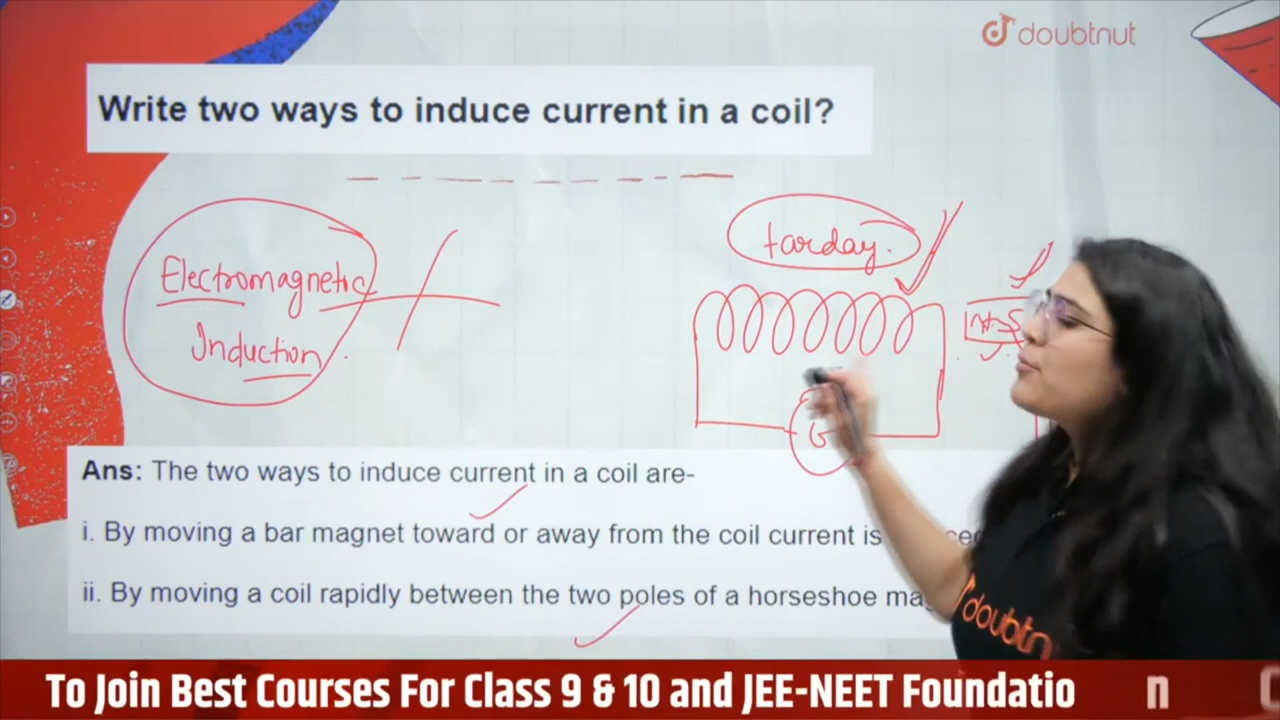 doubtnut
Write two ways to induce current in a coil?
Electromagnetic
Induction.
farday.
N S
G
Ans: The two ways to induce current in a coil are-
i. By moving a bar magnet toward or away from the coil current is
ii. By moving a coil rapidly between the two poles of a horseshoe
doubtn
To Join Best Courses For Class 9 & 10 and JEE-NEET Foundatio n